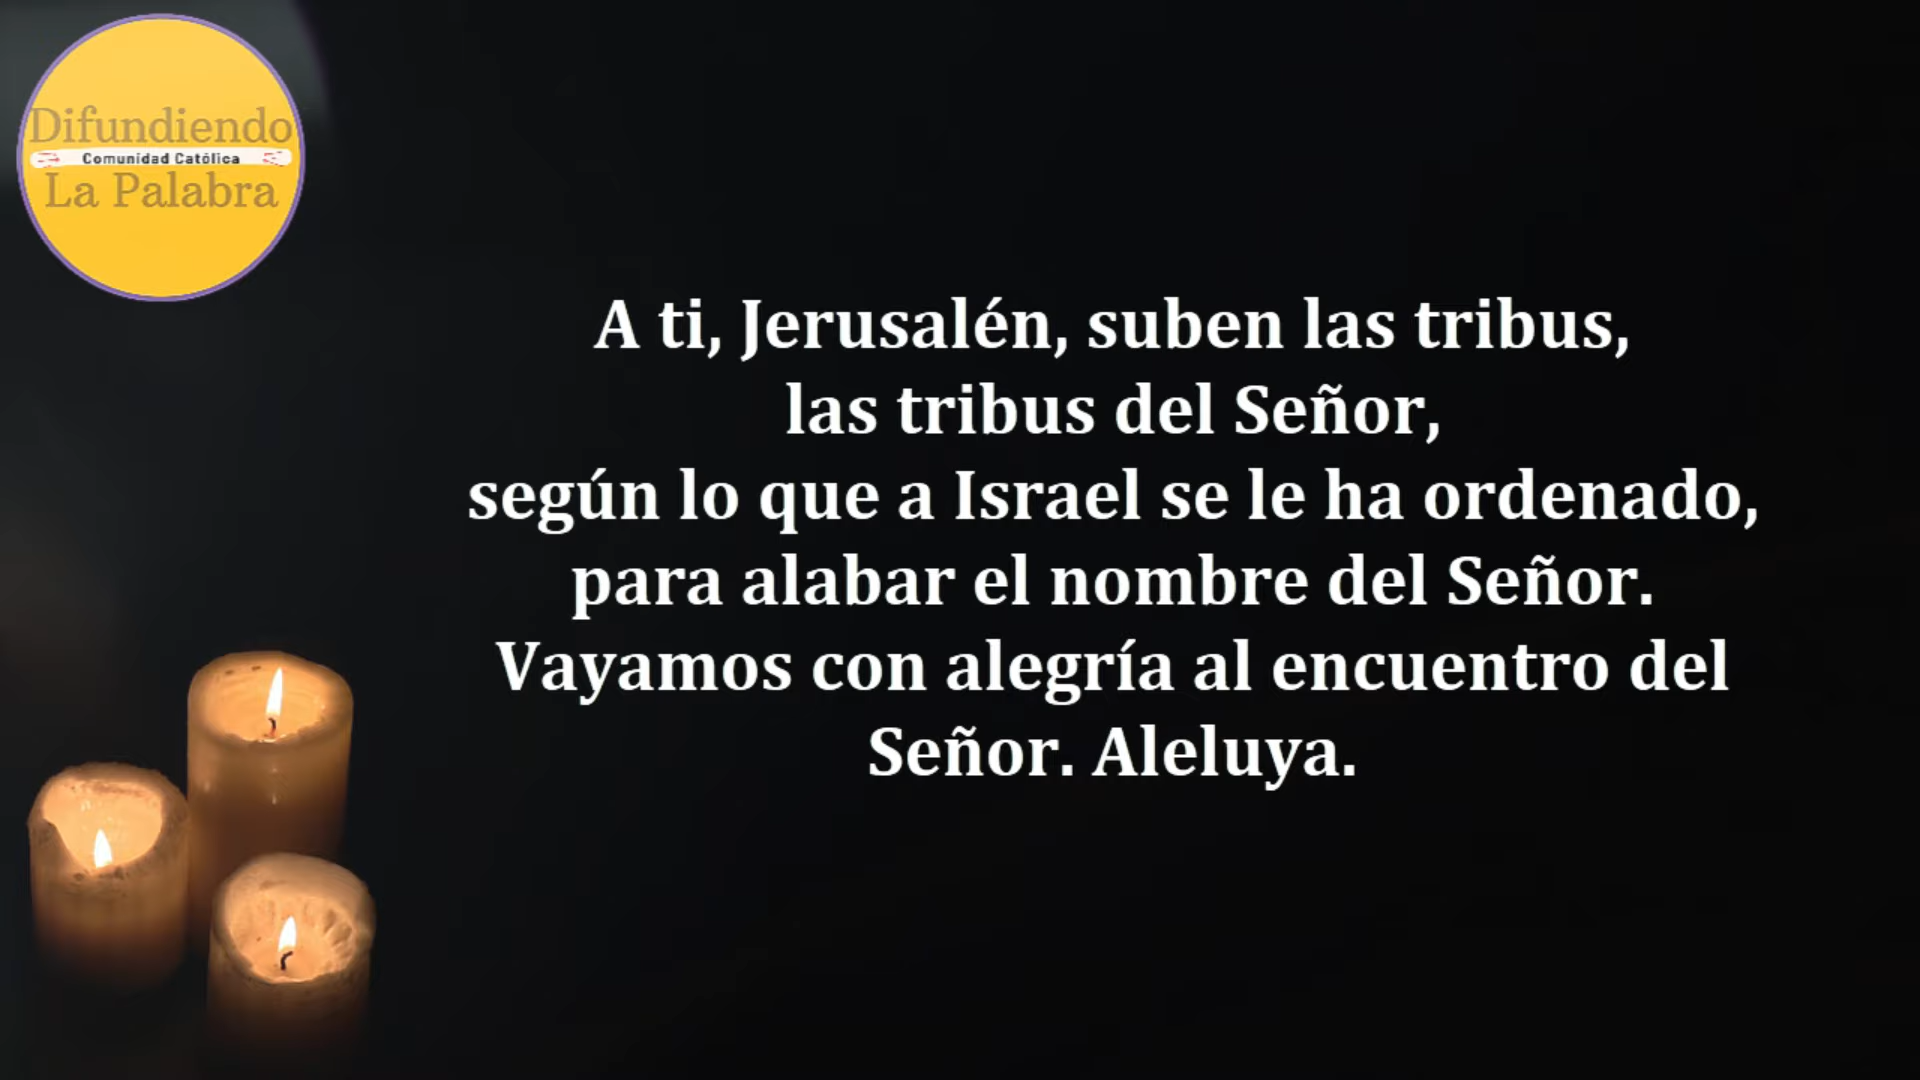 Difundiendo
Comunidad Católica
La Palabra
A ti, Jerusalén, suben las tribus,
las tribus del Señor,
según lo que a Israel se le ha ordenado,
para alabar el nombre del Señor.
Vayamos con alegría al encuentro del
Señor. Aleluya.